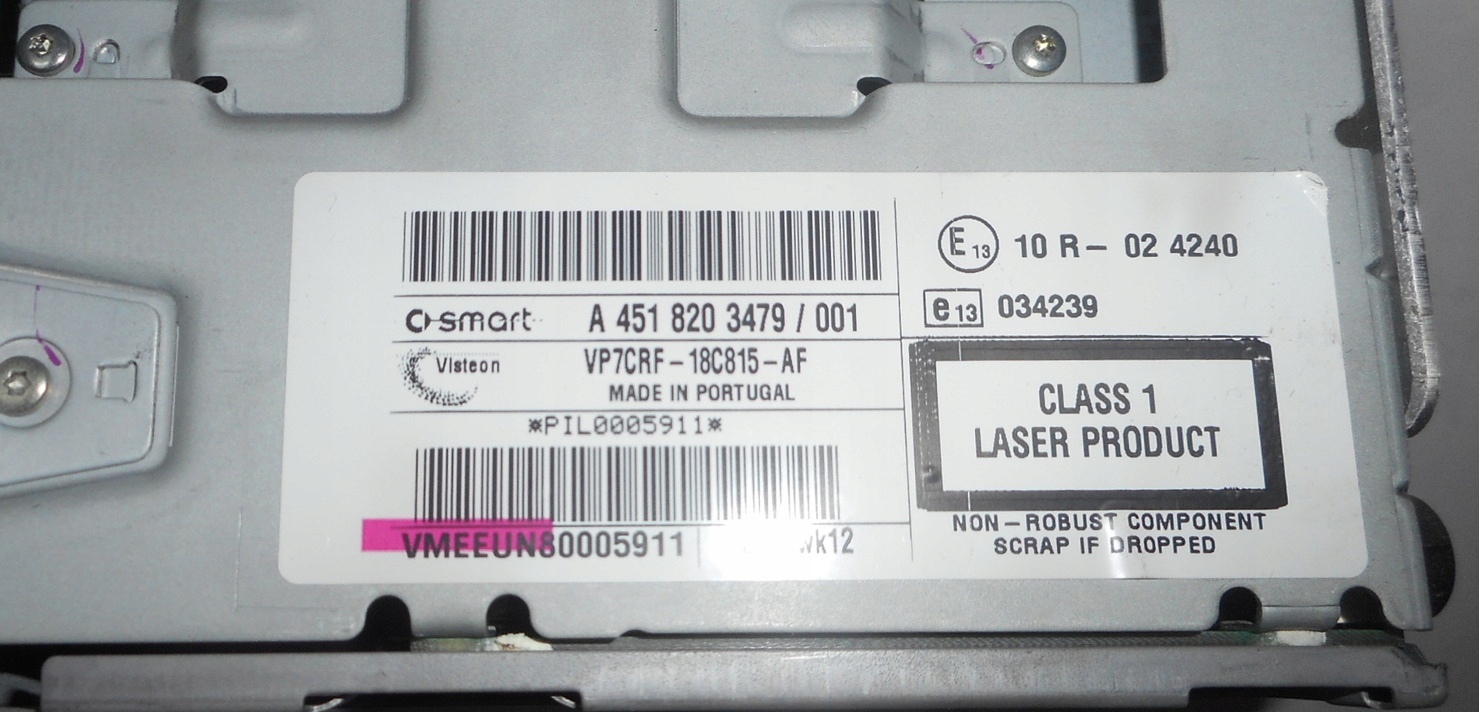 smart A 451 820 3479 / 001
Visteon
VP7CRF-18C815-AF
MADE IN PORTUGAL
*PIL0005911*
VMEEUN80005911
wk12
E13 10 R- 02 4240
e13 034239
CLASS 1
LASER PRODUCT
NON-ROBUST COMPONENT
SCRAP IF DROPPED